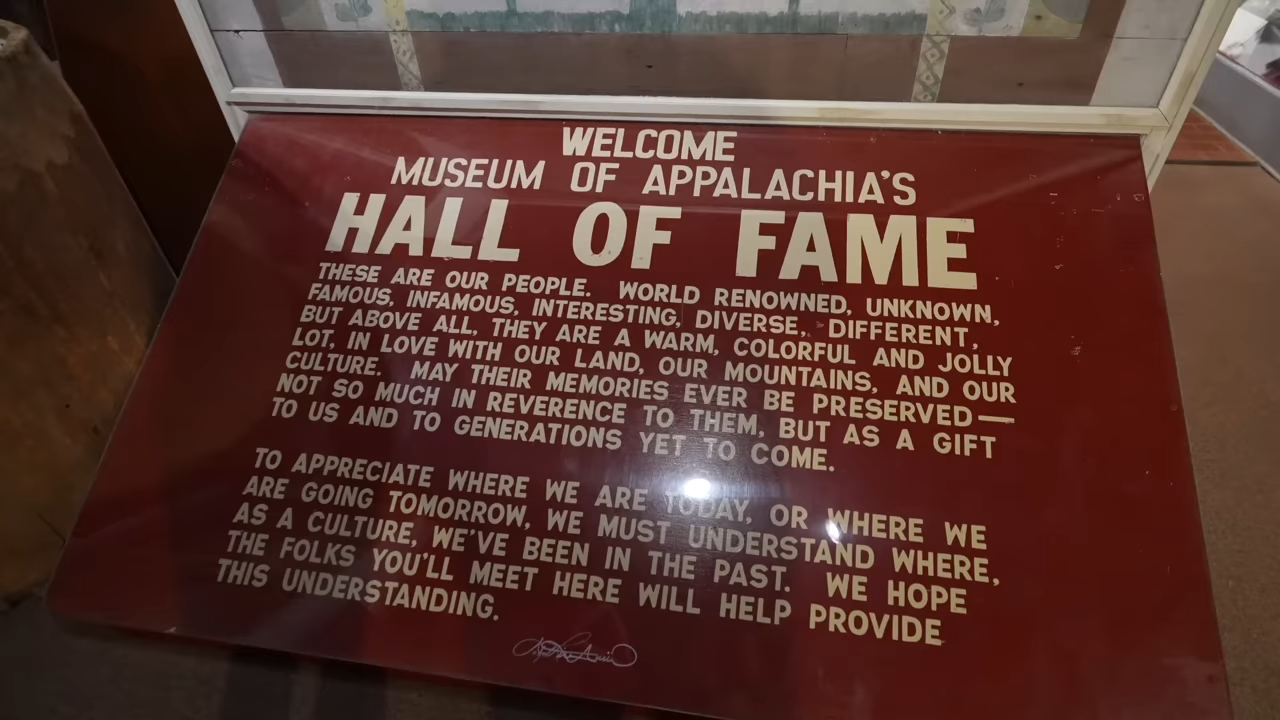 WELCOME
MUSEUM OF APPALACHIA'S
HALL OF FAME
THESE ARE OUR PEOPLE. WORLD RENOWNED, UNKNOWN,
FAMOUS, INFAMOUS, INTERESTING, DIVERSE, DIFFERENT,
BUT ABOVE ALL, THEY ARE A WARM, COLORFUL AND JOLLY
LOT, IN LOVE WITH OUR LAND, OUR MOUNTAINS, AND OUR
CULTURE. MAY THEIR MEMORIES EVER BE PRESERVED—
NOT SO MUCH IN REVERENCE TO THEM, BUT AS A GIFT
TO US AND TO GENERATIONS YET TO COME.
TO APPRECIATE WHERE WE ARE TODAY, OR WHERE WE
ARE GOING TOMORROW, WE MUST UNDERSTAND WHERE,
AS A CULTURE, WE'VE BEEN IN THE PAST. WE HOPE
THE FOLKS YOU'LL MEET HERE WILL HELP PROVIDE
THIS UNDERSTANDING.